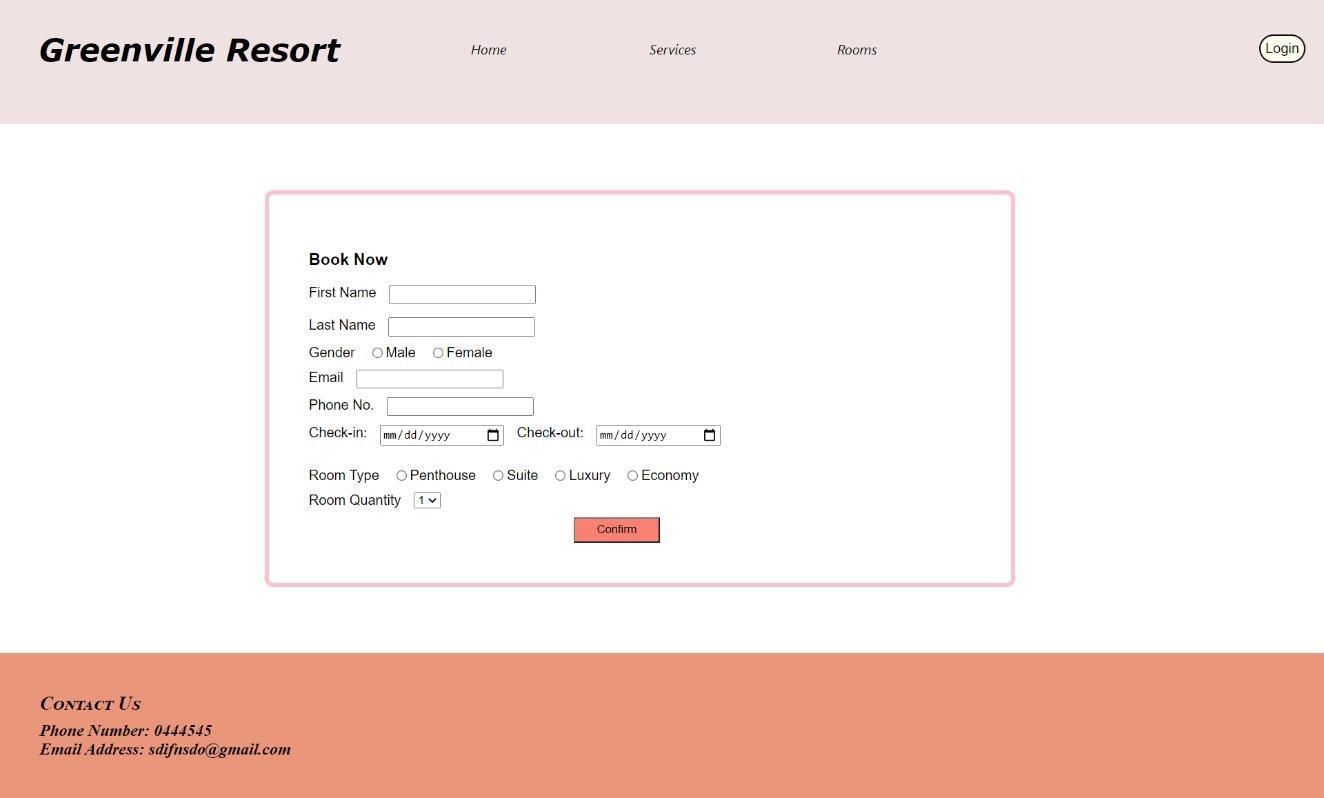 Greenville Resort Home Services Rooms Login
Book Now
First Name
Last Name
Gender Male Female
Email
Phone No.
Check-in: mm/dd/yyyy Check-out: mm/dd/yyyy
Room Type Penthouse Suite Luxury Economy
Room Quantity 1
Confirm
Contact Us
Phone Number: 0444545
Email Address: sdifnsdo@gmail.com